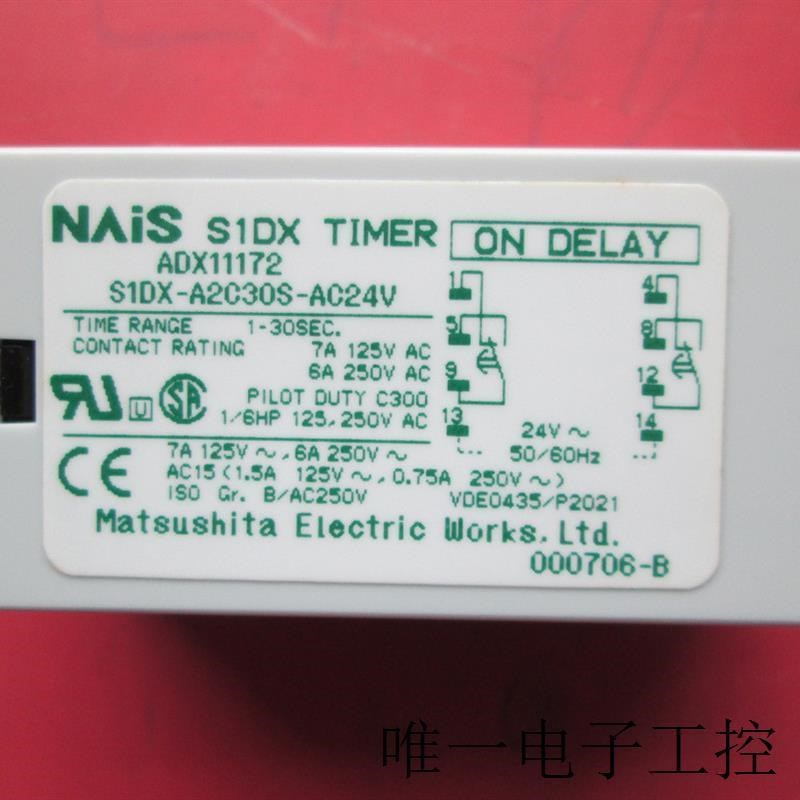 NAiS S1DX TIMER ON DELAY
ADX11172
S1DX-A2C30S-AC24V
TIME RANGE 1-30SEC.
CONTACT RATING 7A 125V AC
6A 250V AC
PILOT DUTY C300
1/6HP 125,250V AC
RU U SA
1 4
5 8
9 12
13 14
24V~
50/60Hz
CE
7A 125V~,6A 250V~
AC15(1.5A 125V~,0.75A 250V~)
ISO Gr. B/AC250V VDE0435/P2021
Matsushita Electric Works,Ltd.
000706-B
唯一电子工控